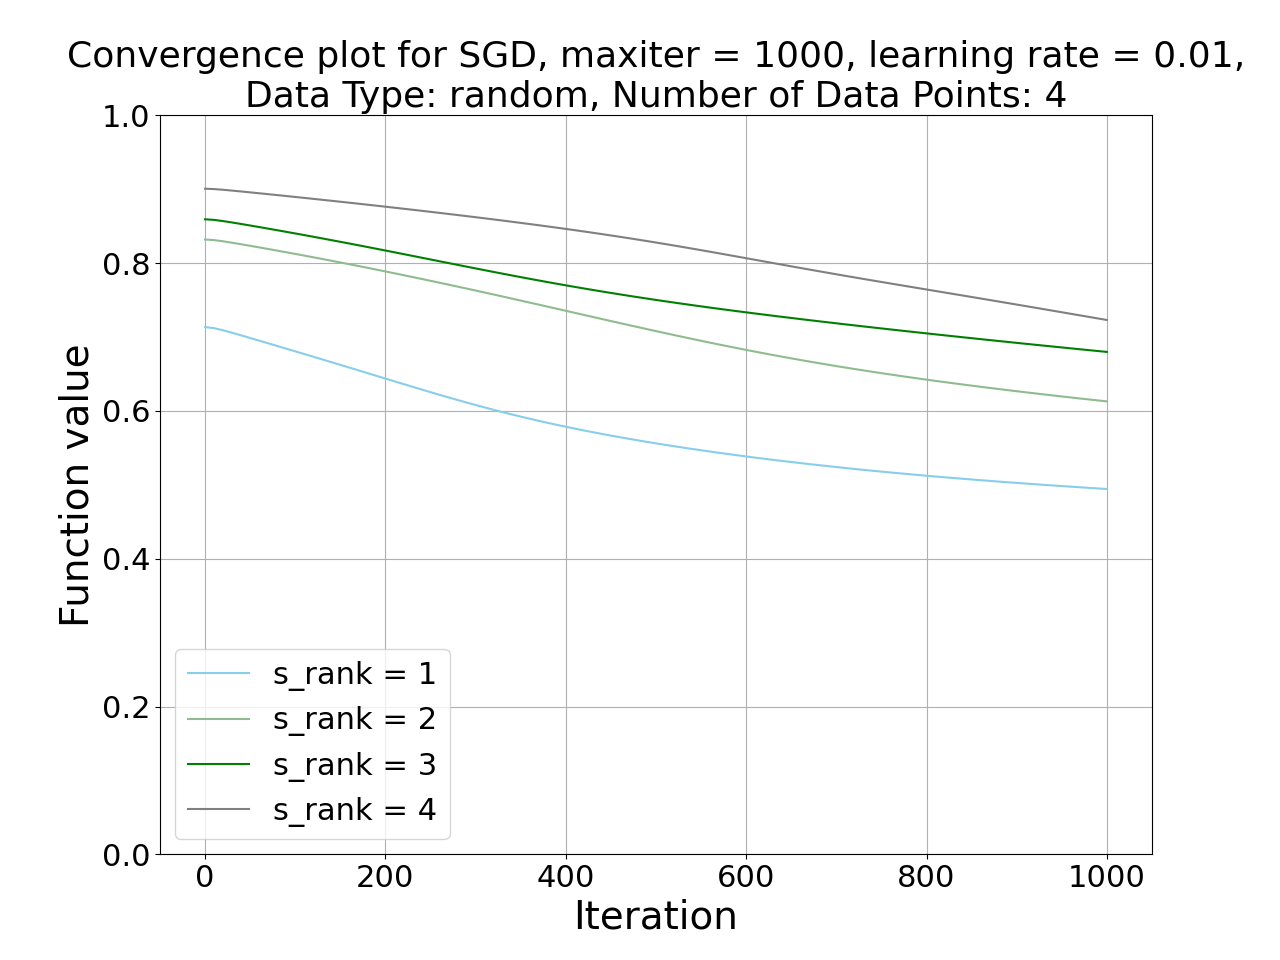 Convergence plot for SGD, maxiter = 1000, learning rate = 0.01,
Data Type: random, Number of Data Points: 4
1.0
0.8
0.6
0.4
0.2
0.0
Function value
s_rank = 1
s_rank = 2
s_rank = 3
s_rank = 4
0 200 400 600 800 1000
Iteration